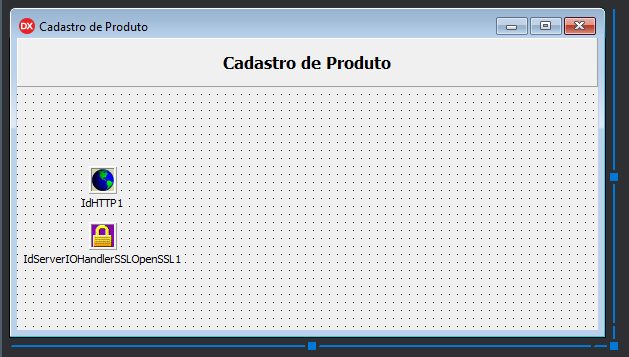 DX Cadastro de Produto
Cadastro de Produto
IdHTTP1
IdServerIOHandlerSSLOpenSSL1